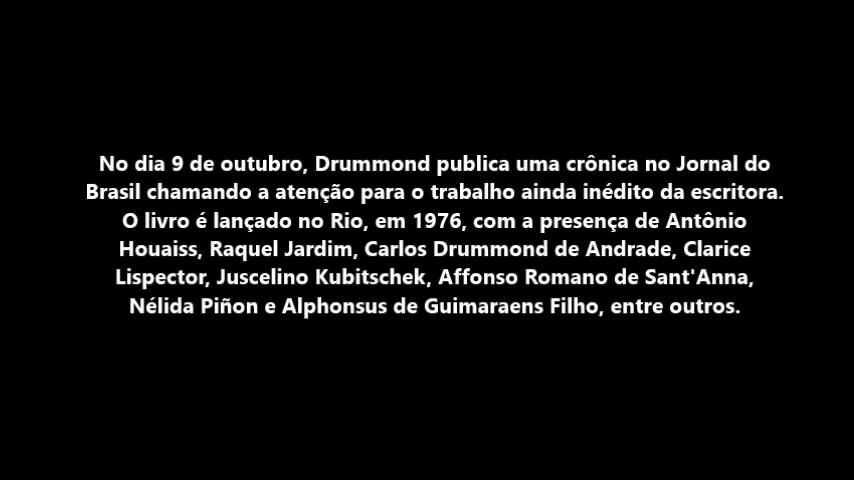 No dia 9 de outubro, Drummond publica uma crônica no Jornal do
Brasil chamando a atenção para o trabalho ainda inédito da escritora.
O livro é lançado no Rio, em 1976, com a presença de Antônio
Houaiss, Raquel Jardim, Carlos Drummond de Andrade, Clarice
Lispector, Juscelino Kubitschek, Affonso Romano de Sant'Anna,
Nélida Piñon e Alphonsus de Guimaraens Filho, entre outros.